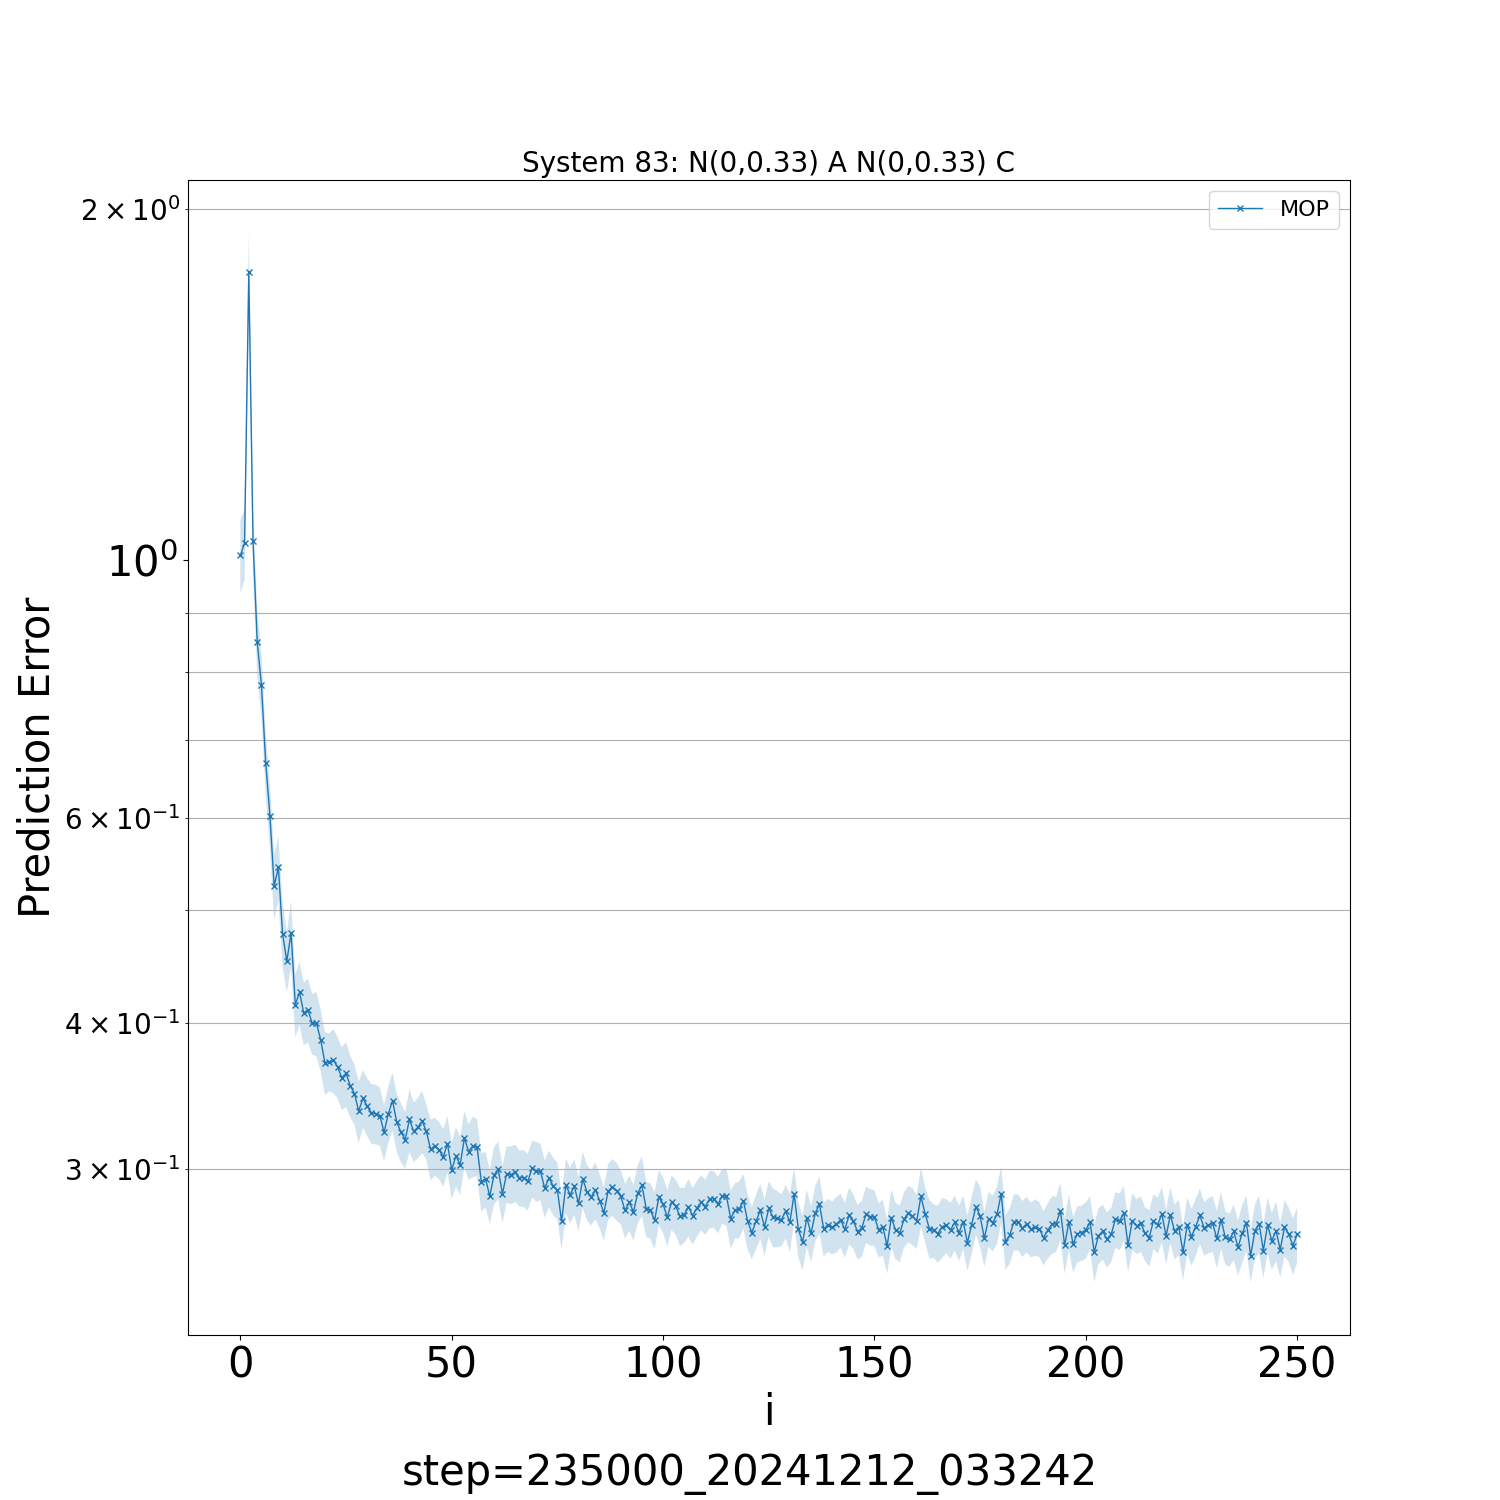 System 83: N(0,0.33) A N(0,0.33) C
MOP
2 × 10⁰
10⁰
6 × 10⁻¹
4 × 10⁻¹
3 × 10⁻¹
Prediction Error
0 50 100 150 200 250
i
step=235000_20241212_033242